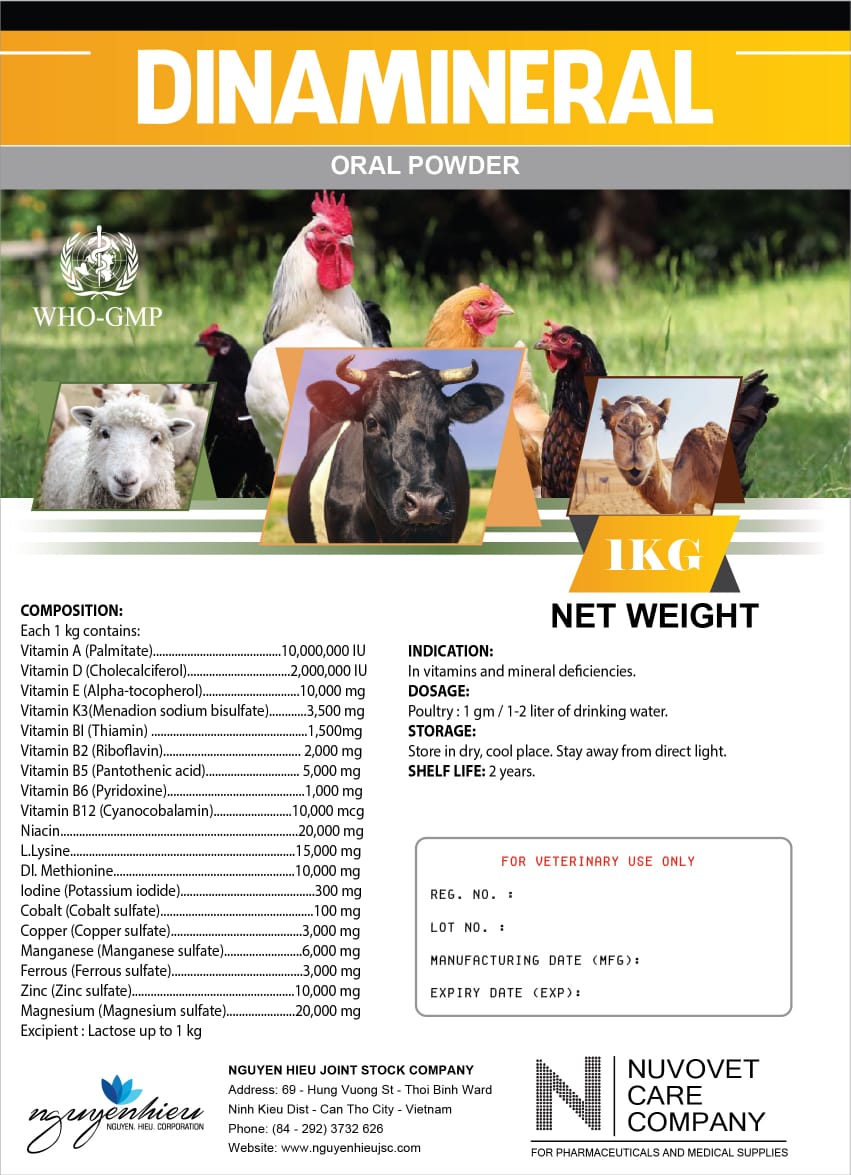 DINAMINERAL
ORAL POWDER
WHO-GMP
1KG
NET WEIGHT
COMPOSITION:
Each 1 kg contains:
Vitamin A (Palmitate)............................................10,000,000 IU
Vitamin D (Cholecalciferol)...................................2,000,000 IU
Vitamin E (Alpha-tocopherol)................................10,000 mg
Vitamin K3(Menadion sodium bisulfate)............3,500 mg
Vitamin BI (Thiamin) .....................................................1,500mg
Vitamin B2 (Riboflavin).............................................. 2,000 mg
Vitamin B5 (Pantothenic acid)............................... 5,000 mg
Vitamin B6 (Pyridoxine)..............................................1,000 mg
Vitamin B12 (Cyanocobalamin)..........................10,000 mcg
Niacin...............................................................................20,000 mg
L.Lysine...........................................................................15,000 mg
Dl. Methionine.............................................................10,000 mg
Iodine (Potassium iodide).............................................300 mg
Cobalt (Cobalt sulfate)....................................................100 mg
Copper (Copper sulfate)............................................3,000 mg
Manganese (Manganese sulfate)..........................6,000 mg
Ferrous (Ferrous sulfate)............................................3,000 mg
Zinc (Zinc sulfate).......................................................10,000 mg
Magnesium (Magnesium sulfate).......................20,000 mg
Excipient : Lactose up to 1 kg
INDICATION:
In vitamins and mineral deficiencies.
DOSAGE:
Poultry : 1 gm / 1-2 liter of drinking water.
STORAGE:
Store in dry, cool place. Stay away from direct light.
SHELF LIFE: 2 years.
FOR VETERINARY USE ONLY
REG. NO. :
LOT NO. :
MANUFACTURING DATE (MFG):
EXPIRY DATE (EXP):
nguyenhieu
NGUYEN. HIEU. CORPORATION
NGUYEN HIEU JOINT STOCK COMPANY
Address: 69 - Hung Vuong St - Thoi Binh Ward
Ninh Kieu Dist - Can Tho City - Vietnam
Phone: (84 - 292) 3732 626
Website: www.nguyenhieujsc.com
N
NUVOVET
CARE
COMPANY
FOR PHARMACEUTICALS AND MEDICAL SUPPLIES